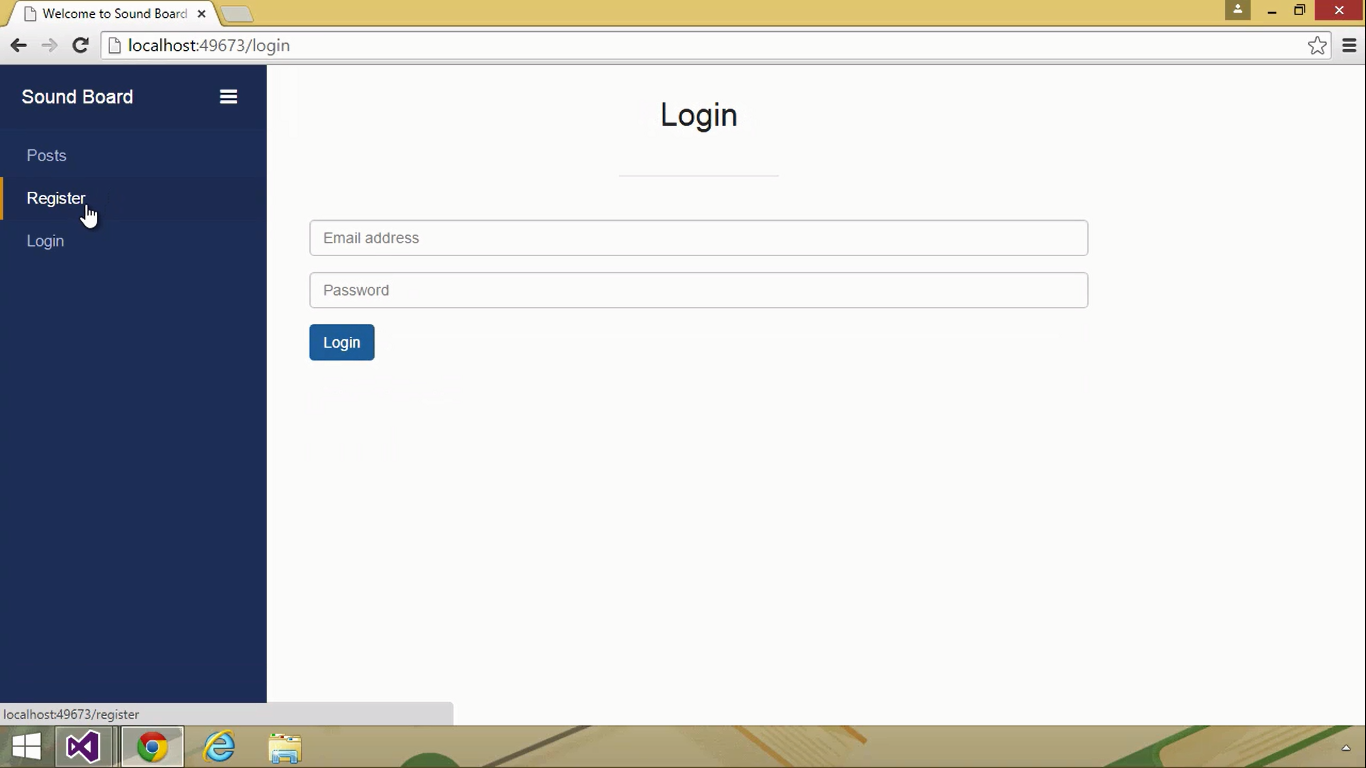 Welcome to Sound Board
localhost:49673/login
Sound Board
Posts
Register
Login
Login
Email address
Password
Login
localhost:49673/register